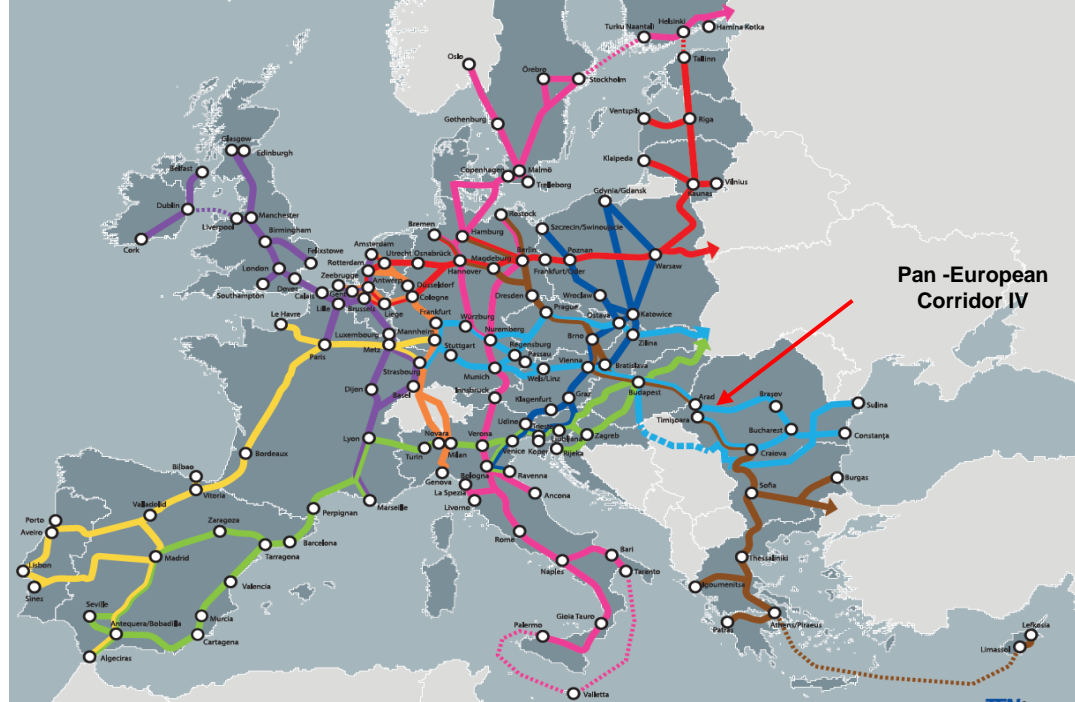 Helsinki
Turku Naantali
Hamina Kotka
Oslo
Örebro
Stockholm
Tallinn
Ventspils
Riga
Gothenburg
Klaipeda
Glasgow
Edinburgh
Belfast
Copenhagen
Malmö
Trelleborg
Vilnius
Kaunas
Gdynia/Gdansk
Dublin
Rostock
Liverpool
Manchester
Bremen
Hamburg
Szczecin/Swinoujscie
Cork
Birmingham
Amsterdam
Felixstowe
Utrecht
Osnabrück
Berlin
Poznan
Warsaw
Rotterdam
Magdeburg
Hannover
Frankfurt/Oder
London
Zeebrugge
Antwerp
Düsseldorf
Pan -European
Corridor IV
Southampton
Dover
Calais
Gent
Cologne
Dresden
Wrocław
Lille
Brussels
Liège
Prague
Le Havre
Frankfurt
Würzburg
Ostava
Katowice
Luxembourg
Mannheim
Nuremberg
Brno
Zilina
Paris
Metz
Stuttgart
Regensburg
Passau
Vienna
Strasbourg
Munich
Wels/Linz
Bratislava
Dijon
Basel
Innsbruck
Budapest
Klagenfurt
Graz
Arad
Braşov
Sulina
Timişoara
Udine
Bucharest
Lyon
Novara
Verona
Ljubljana
Zagreb
Constanţa
Turin
Milan
Venice
Koper
Rijeka
Craiova
Bordeaux
Bologna
Bilbao
Genova
Ravenna
Sofia
Burgas
Vitoria
La Spezia
Marseille
Ancona
Valladolid
Livorno
Perpignan
Porto
Zaragoza
Aveiro
Rome
Barcelona
Madrid
Tarragona
Bari
Thessaloniki
Lisbon
Naples
Taranto
Valencia
Igoumenitsa
Sines
Seville
Murcia
Gioia Tauro
Patras
Athens/Piraeus
Antequera/Bobadilla
Palermo
Lefkosia
Cartagena
Limassol
Algeciras
Valletta